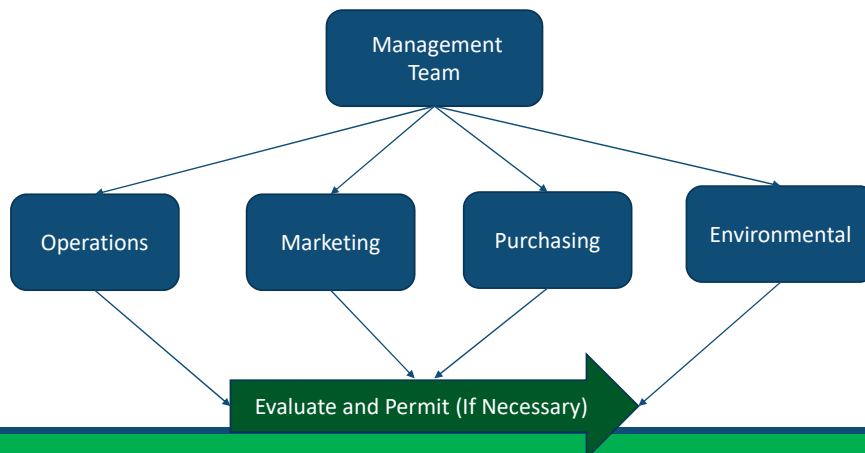 Management
Team
Operations
Marketing
Purchasing
Environmental
Evaluate and Permit (If Necessary)